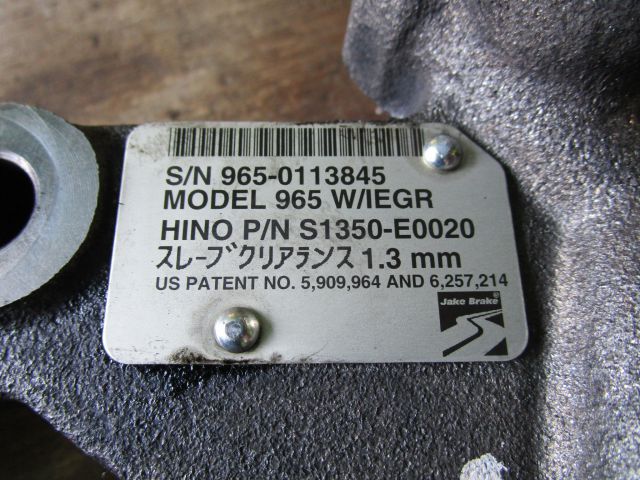 S/N 965-0113845
MODEL 965 W/IEGR
HINO P/N S1350-E0020
スレーブクリアランス 1.3 mm
US PATENT NO. 5,909,964 AND 6,257,214
Jake Brake®